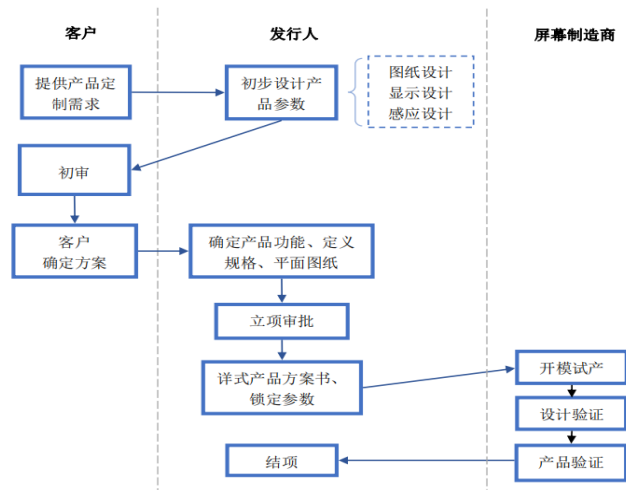 客户
发行人
屏幕制造商
提供产品定
制需求
初步设计产
品参数
图纸设计
显示设计
感应设计
初审
客户
确定方案
确定产品功能、定义
规格、平面图纸
立项审批
详式产品方案书、
锁定参数
开模试产
设计验证
产品验证
结项